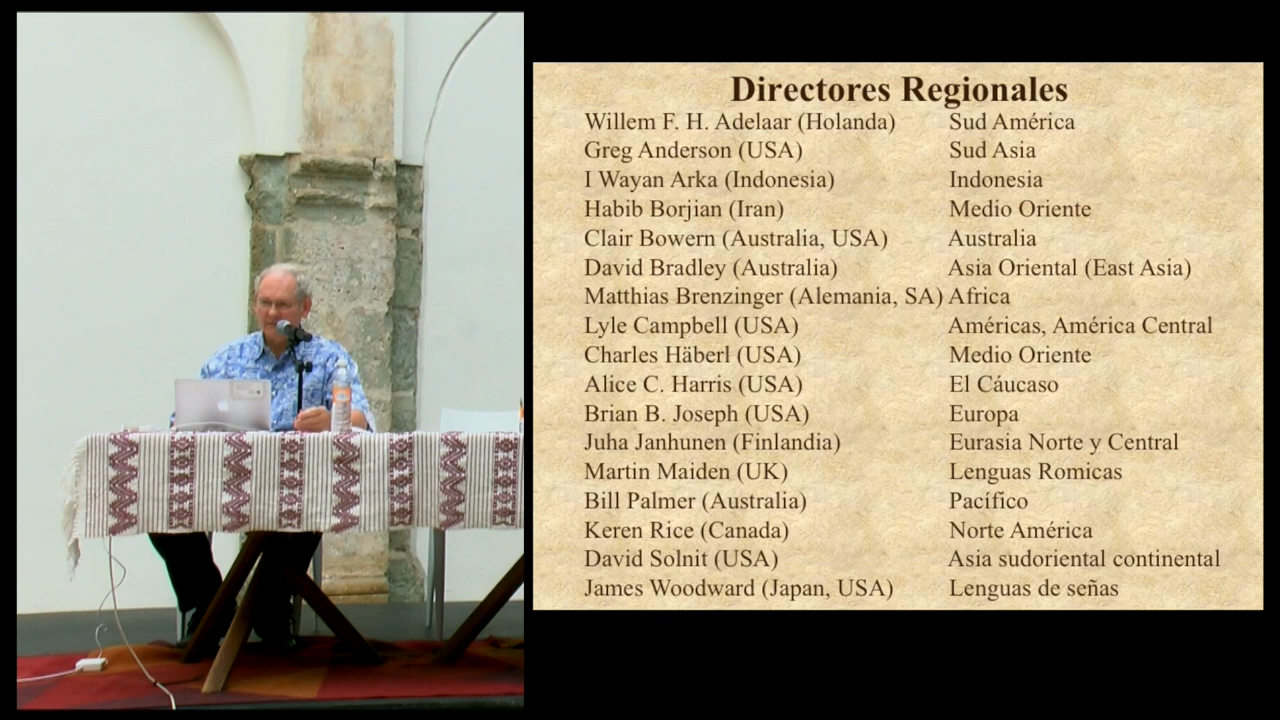 Directores Regionales
Willem F. H. Adelaar (Holanda) Sud América
Greg Anderson (USA) Sud Asia
I Wayan Arka (Indonesia) Indonesia
Habib Borjian (Iran) Medio Oriente
Clair Bowern (Australia, USA) Australia
David Bradley (Australia) Asia Oriental (East Asia)
Matthias Brenzinger (Alemania, SA) Africa
Lyle Campbell (USA) Américas, América Central
Charles Häberl (USA) Medio Oriente
Alice C. Harris (USA) El Cáucaso
Brian B. Joseph (USA) Europa
Juha Janhunen (Finlandia) Eurasia Norte y Central
Martin Maiden (UK) Lenguas Romicas
Bill Palmer (Australia) Pacífico
Keren Rice (Canada) Norte América
David Solnit (USA) Asia sudoriental continental
James Woodward (Japan, USA) Lenguas de señas